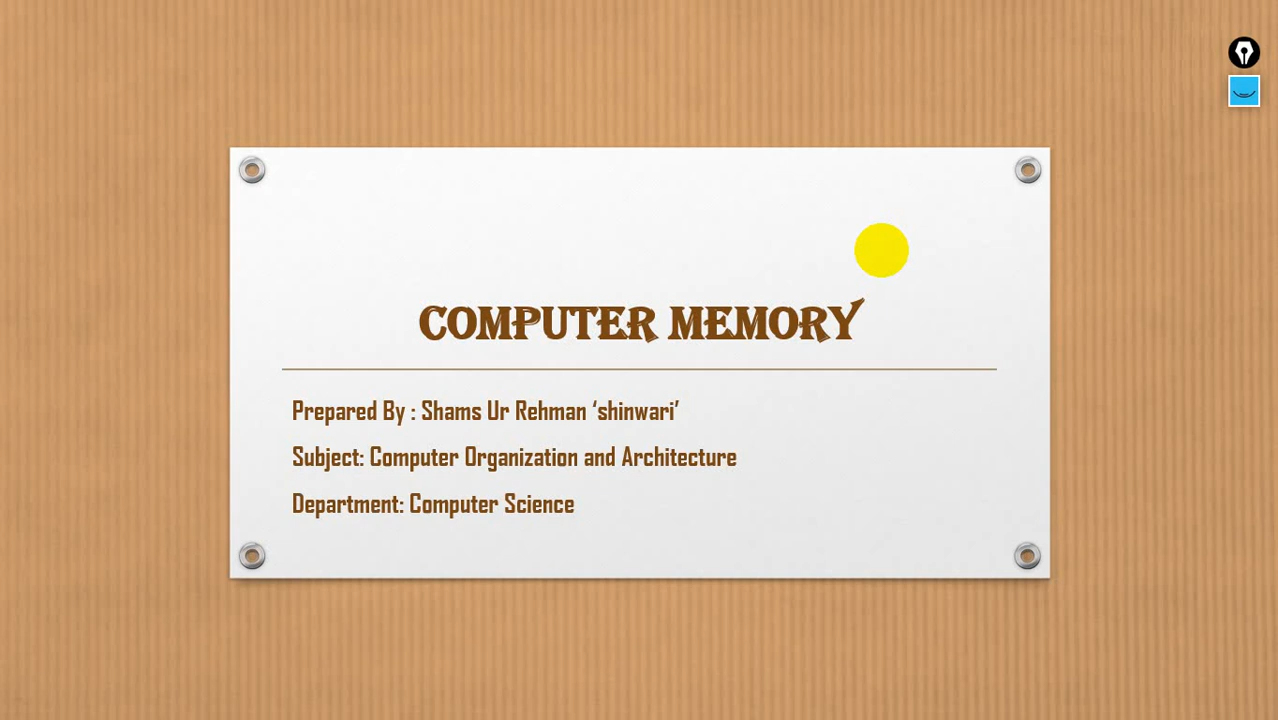 COMPUTER MEMORY
Prepared By : Shams Ur Rehman ‘shinwari’
Subject: Computer Organization and Architecture
Department: Computer Science